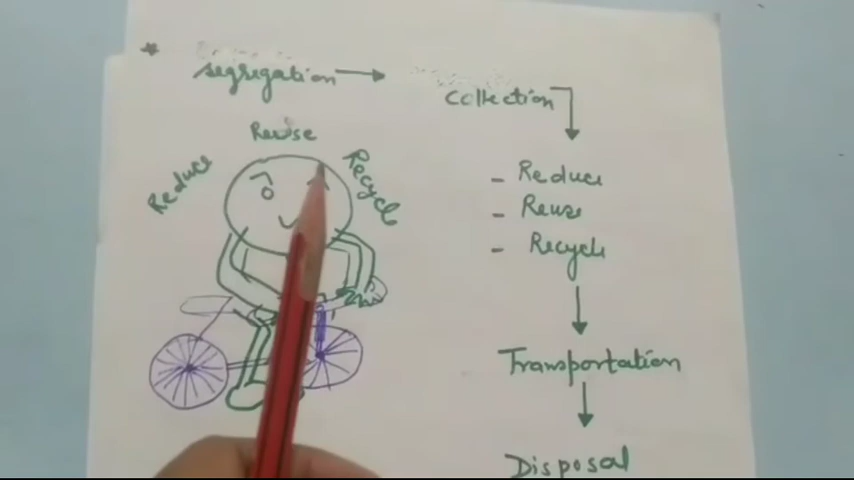 * segregation →
Collection
Reuse
Reduce
Recycle
- Reduce
- Reuse
- Recycle
Transportation
Disposal